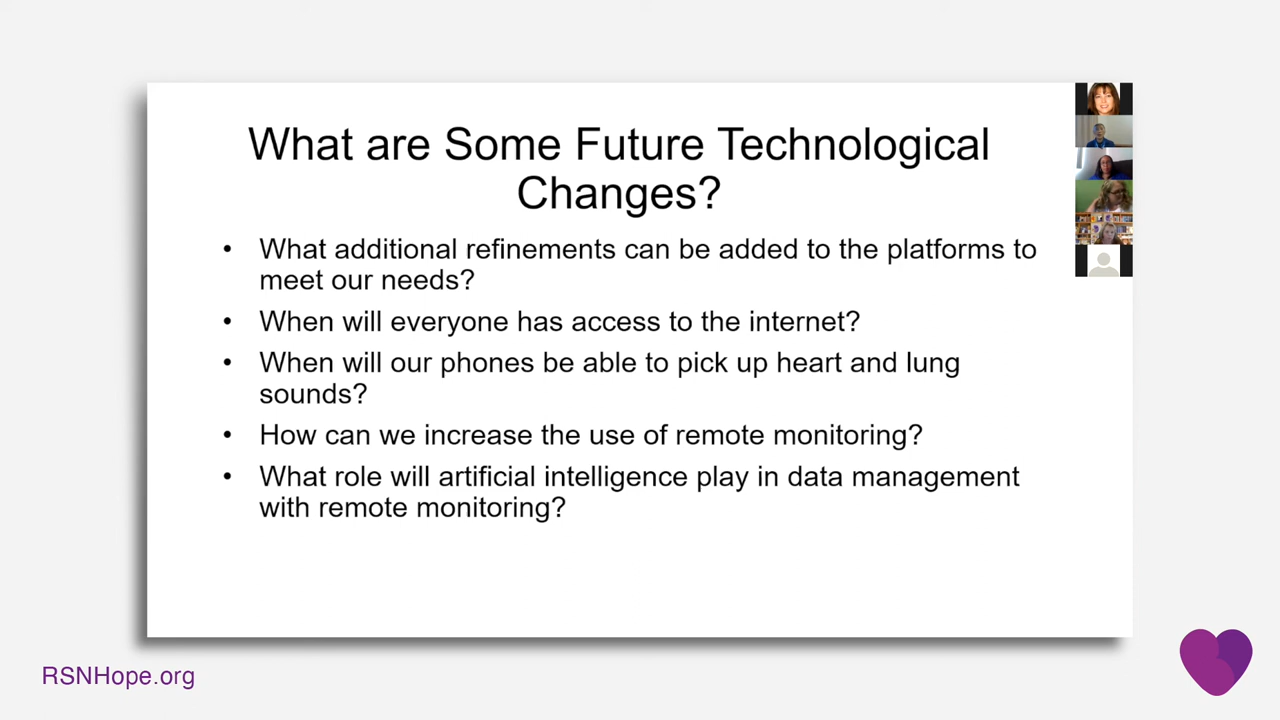 What are Some Future Technological
Changes?
• What additional refinements can be added to the platforms to
meet our needs?
• When will everyone has access to the internet?
• When will our phones be able to pick up heart and lung
sounds?
• How can we increase the use of remote monitoring?
• What role will artificial intelligence play in data management
with remote monitoring?
RSNHope.org